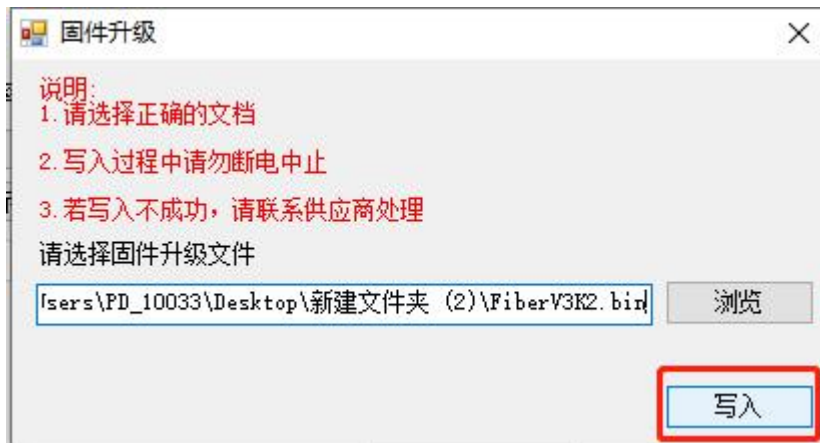 固件升级
说明:
1.请选择正确的文档
2.写入过程中请勿断电中止
3.若写入不成功，请联系供应商处理
请选择固件升级文件
sers\PD_10033\Desktop\新建文件夹 (2)\FiberV3K2.bin
浏览
写入